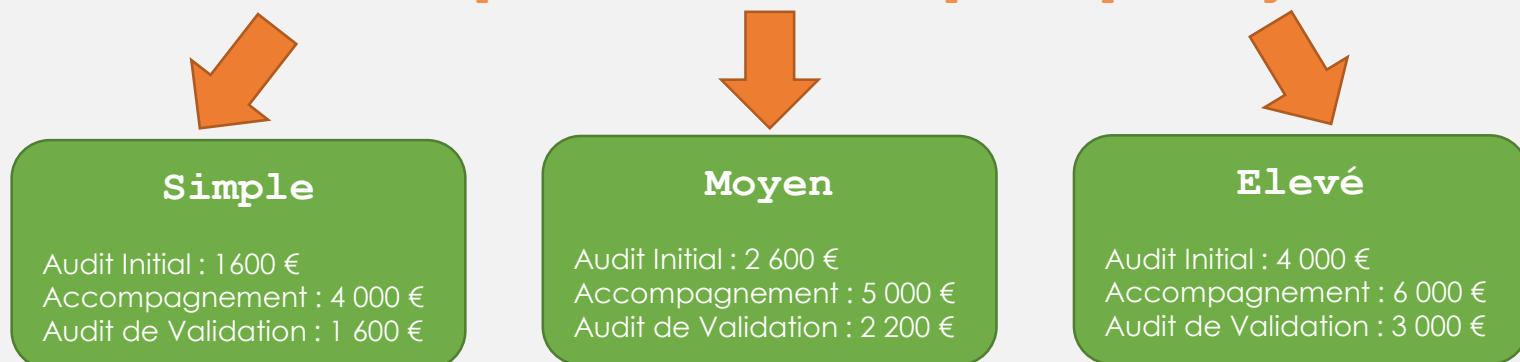 Simple
Audit Initial : 1600 €
Accompagnement : 4 000 €
Audit de Validation : 1 600 €
Moyen
Audit Initial : 2 600 €
Accompagnement : 5 000 €
Audit de Validation : 2 200 €
Elevé
Audit Initial : 4 000 €
Accompagnement : 6 000 €
Audit de Validation : 3 000 €